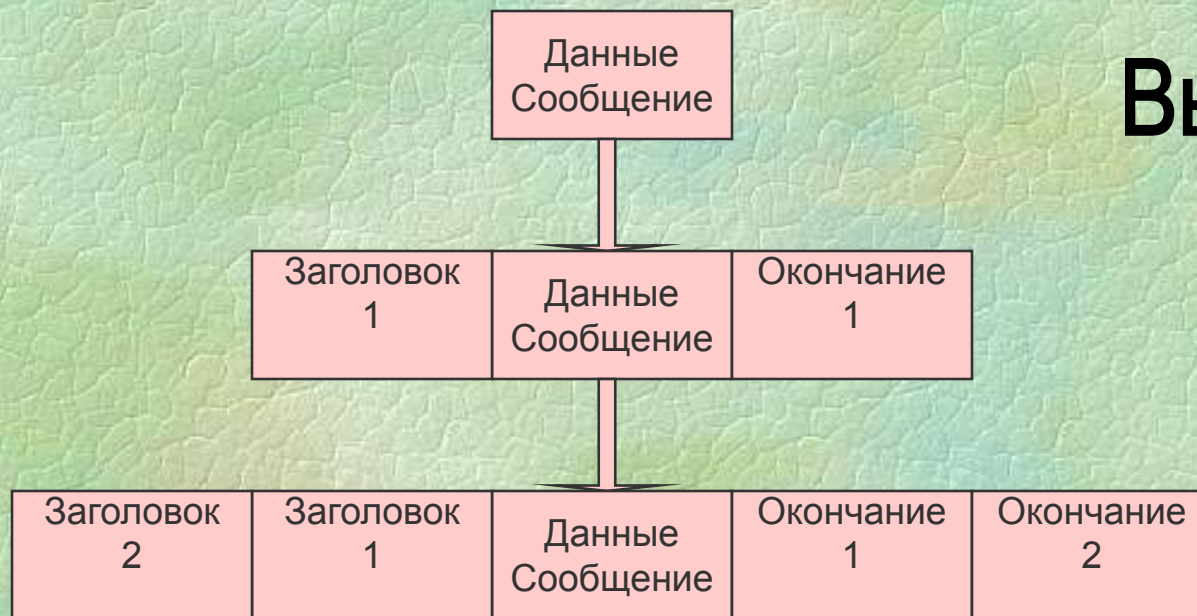 Данные
Сообщение
Заголовок
1
Данные
Сообщение
Окончание
1
Заголовок
2
Заголовок
1
Данные
Сообщение
Окончание
1
Окончание
2